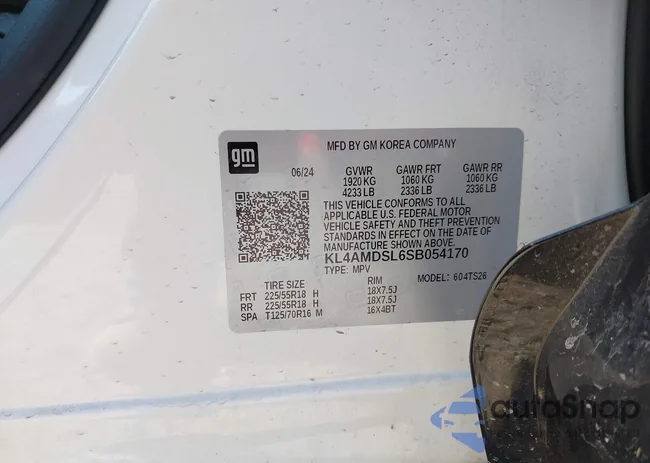 gm
MFD BY GM KOREA COMPANY
06/24 GVWR GAWR FRT GAWR RR
1920 KG 1060 KG 1060 KG
4233 LB 2336 LB 2336 LB
THIS VEHICLE CONFORMS TO ALL
APPLICABLE U.S. FEDERAL MOTOR
VEHICLE SAFETY AND THEFT PREVENTION
STANDARDS IN EFFECT ON THE DATE OF
MANUFACTURE SHOWN ABOVE.
KL4AMDSL6SB054170
TYPE: MPV MODEL: 604TS26
TIRE SIZE RIM
FRT 225/55R18 H 18X7.5J
RR 225/55R18 H 18X7.5J
SPA T125/70R16 M 16X4BT
autoSnap
POWERED BY